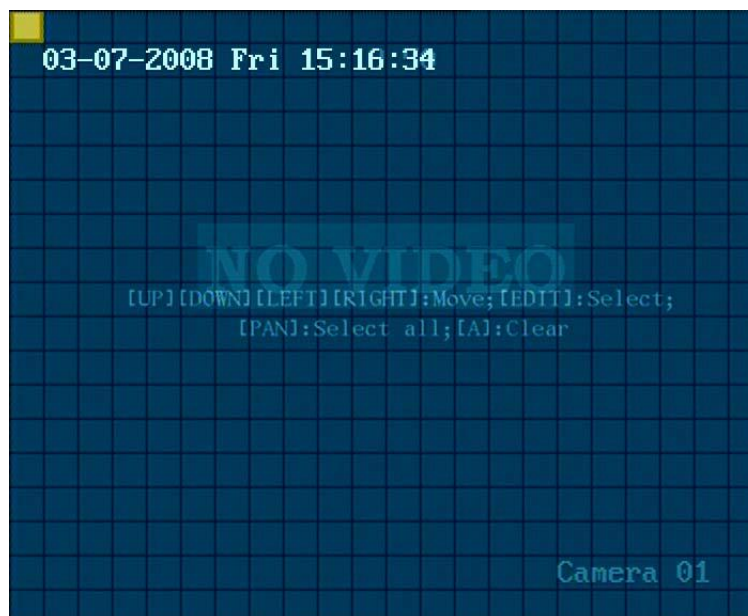 03-07-2008 Fri 15:16:34
NO VIDEO
[UP][DOWN][LEFT][RIGHT]:Move;[EDIT]:Select;
[PAN]:Select all;[A]:Clear
Camera 01